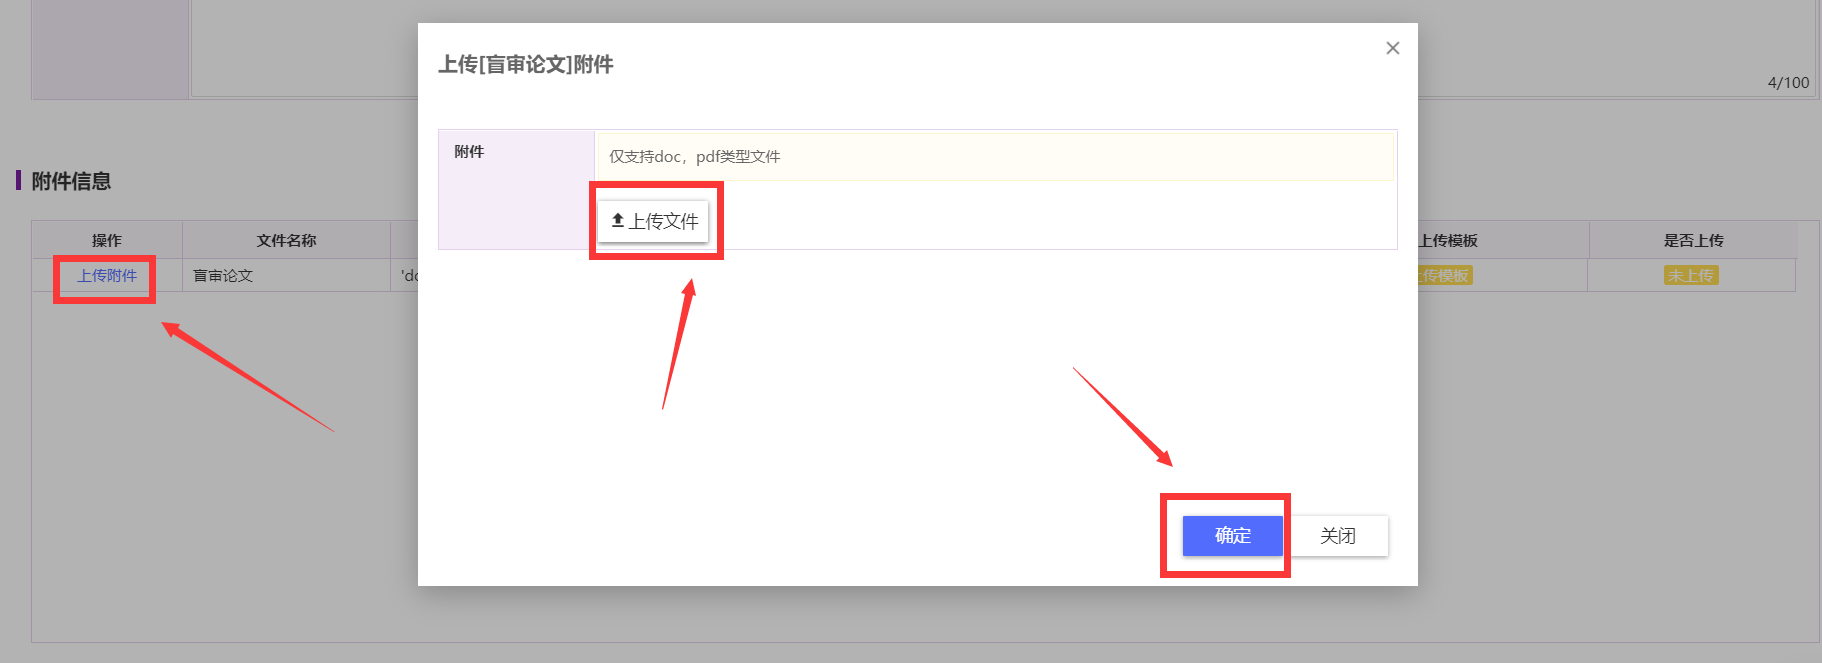 上传[盲审论文]附件
4/100
附件
仅支持doc，pdf类型文件
上传文件
附件信息
操作 文件名称 上传模板 是否上传
上传附件 盲审论文 'do 上传模板 未上传
确定 关闭